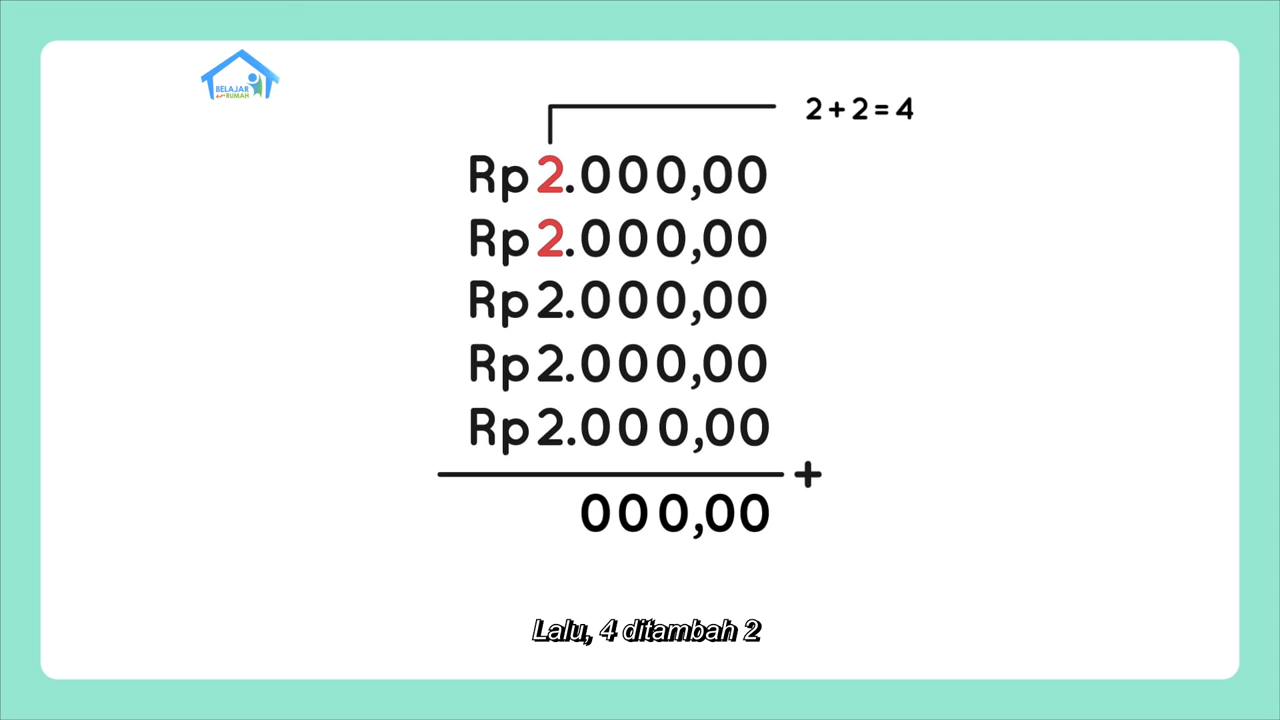 BELAJAR
dari RUMAH
2+2=4
Rp2.000,00
Rp2.000,00
Rp2.000,00
Rp2.000,00
Rp2.000,00
+
000,00
Lalu, 4 ditambah 2